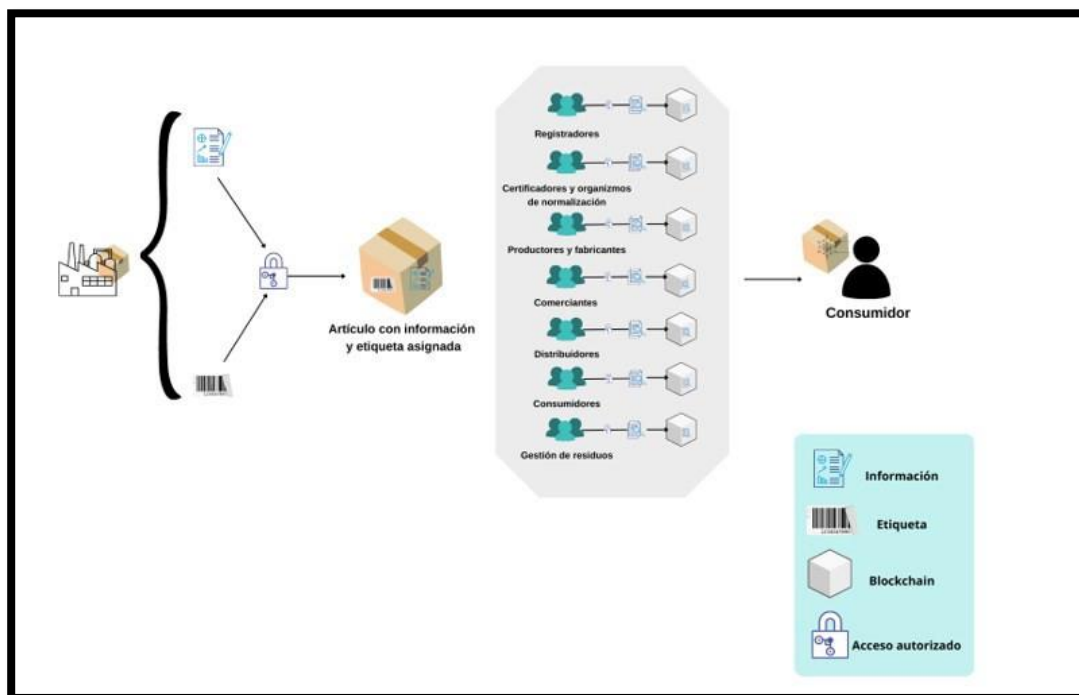 Registradores
Certificadores y organizmos
de normalización
Productores y fabricantes
Comerciantes
Distribuidores
Consumidores
Gestión de residuos
Artículo con información
y etiqueta asignada
Consumidor
Información
Etiqueta
Blockchain
Acceso autorizado